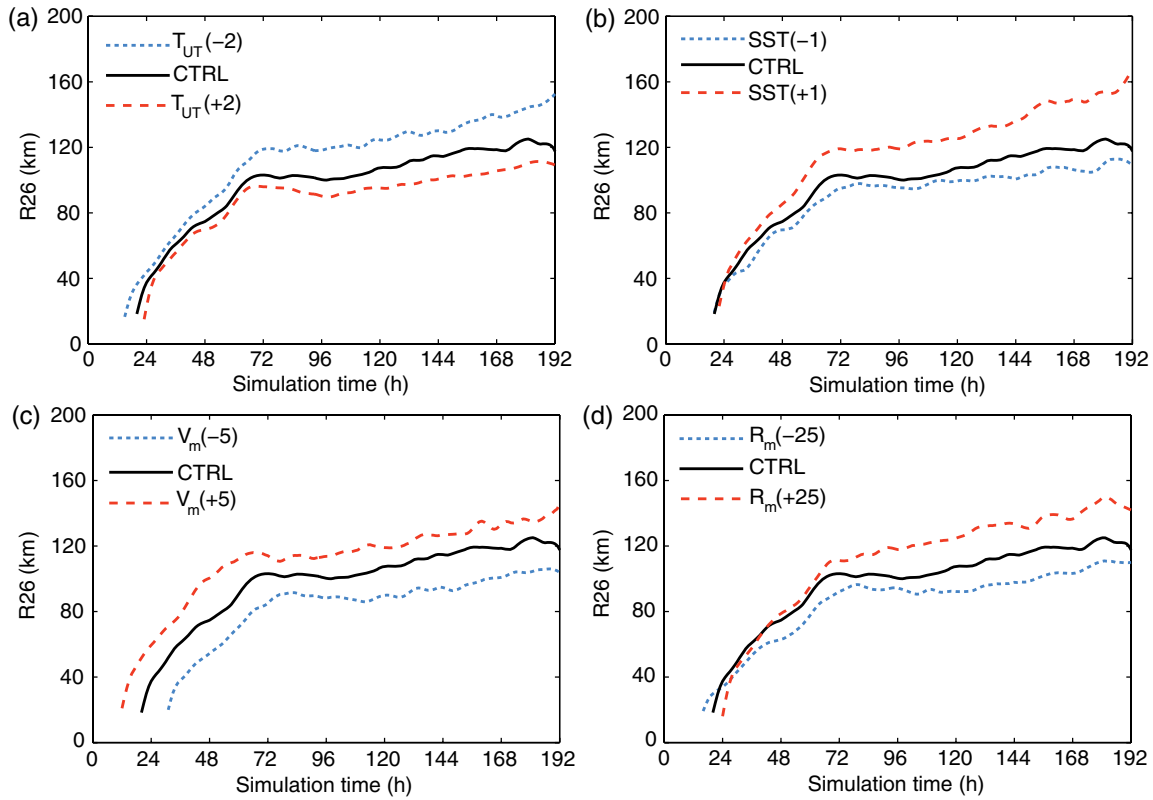 (a)
200
160
120
80
40
0
R26 (km)
T_UT(−2)
CTRL
T_UT(+2)
0 24 48 72 96 120 144 168 192
Simulation time (h)
(b)
200
160
120
80
40
0
R26 (km)
SST(−1)
CTRL
SST(+1)
0 24 48 72 96 120 144 168 192
Simulation time (h)
(c)
200
160
120
80
40
0
R26 (km)
V_m(−5)
CTRL
V_m(+5)
0 24 48 72 96 120 144 168 192
Simulation time (h)
(d)
200
160
120
80
40
0
R26 (km)
R_m(−25)
CTRL
R_m(+25)
0 24 48 72 96 120 144 168 192
Simulation time (h)